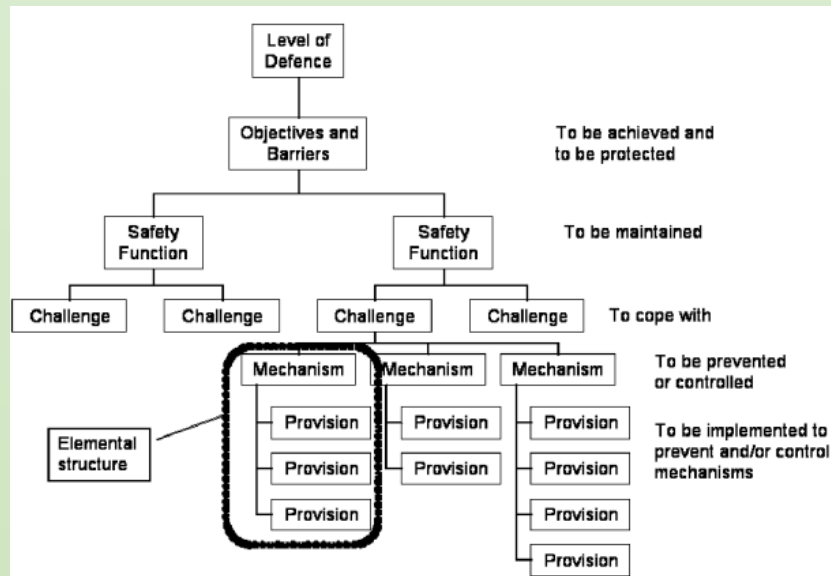 Level of
Defence
Objectives and
Barriers
To be achieved and
to be protected
Safety
Function
Safety
Function
To be maintained
Challenge
Challenge
Challenge
Challenge
To cope with
Mechanism
Mechanism
Mechanism
To be prevented
or controlled
Provision
Provision
Provision
To be implemented to
prevent and/or control
mechanisms
Elemental
structure
Provision
Provision
Provision
Provision
Provision
Provision